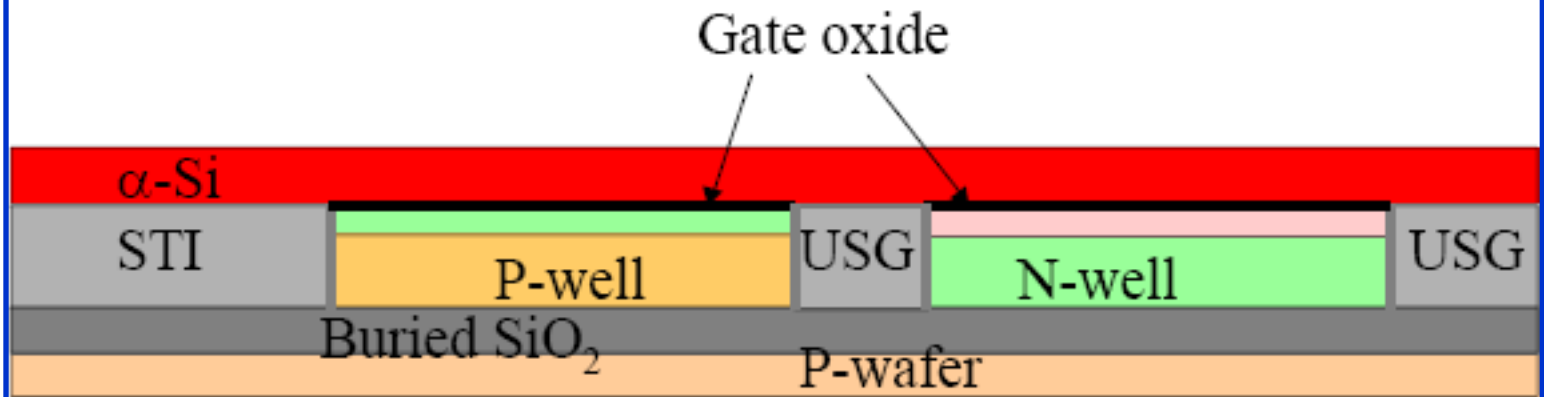 Gate oxide
α-Si
STI
P-well
USG
N-well
USG
Buried SiO₂
P-wafer